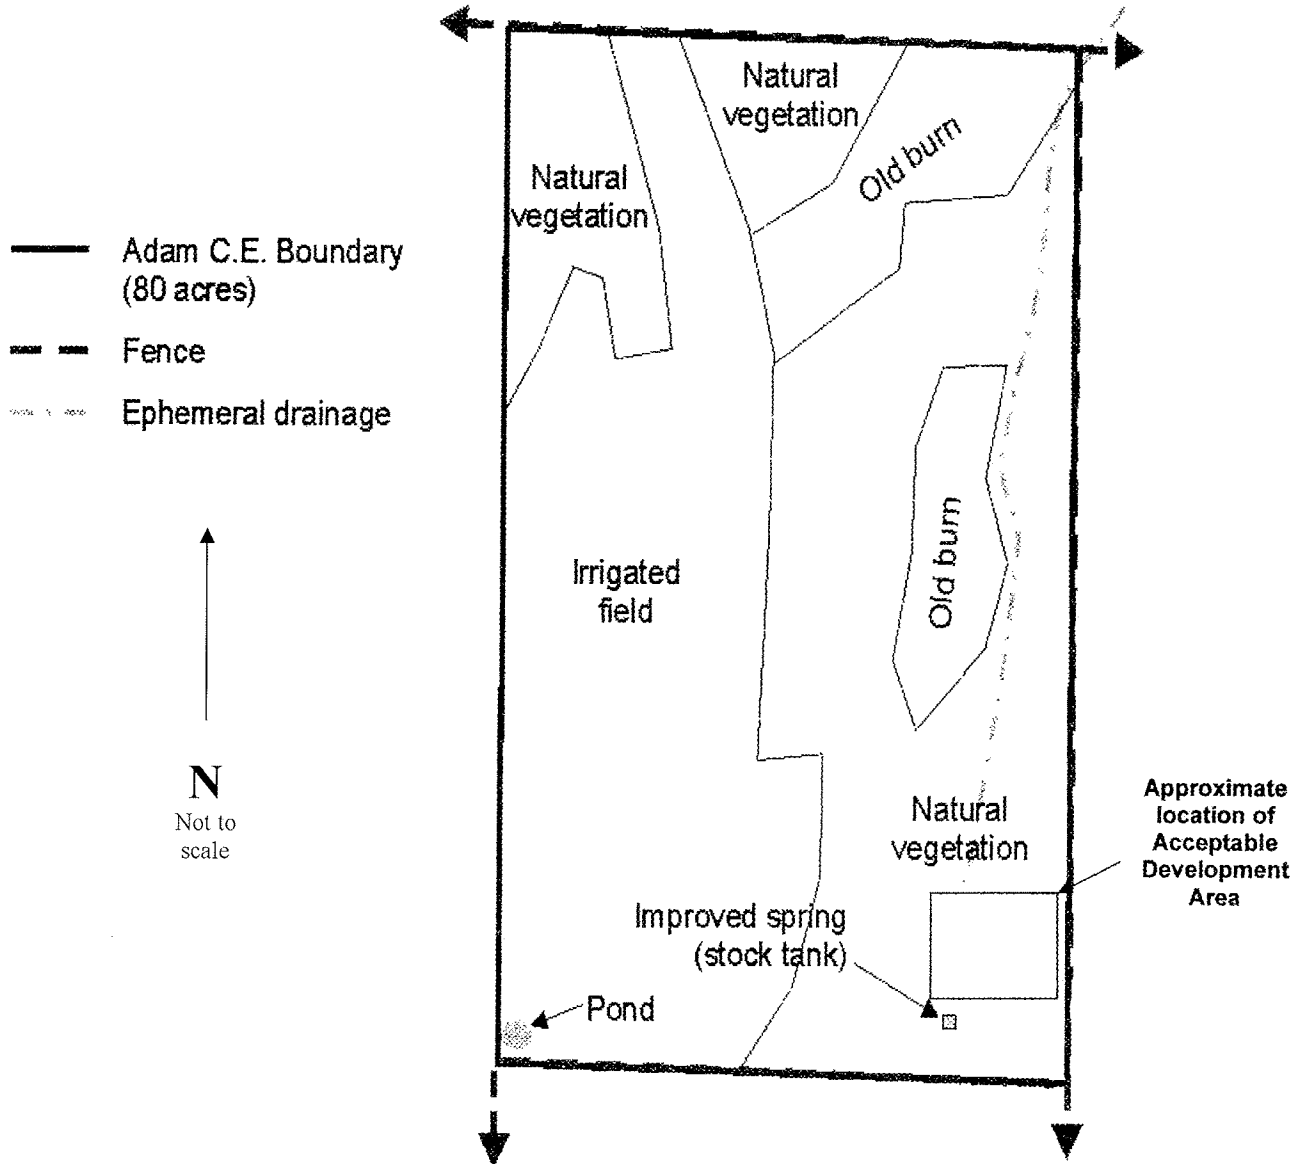 Natural
vegetation
Old burn
Natural
vegetation
Adam C.E. Boundary
(80 acres)
Fence
Ephemeral drainage
Old burn
Irrigated
field
N
Not to
scale
Natural
vegetation
Approximate
location of
Acceptable
Development
Area
Improved spring
(stock tank)
Pond